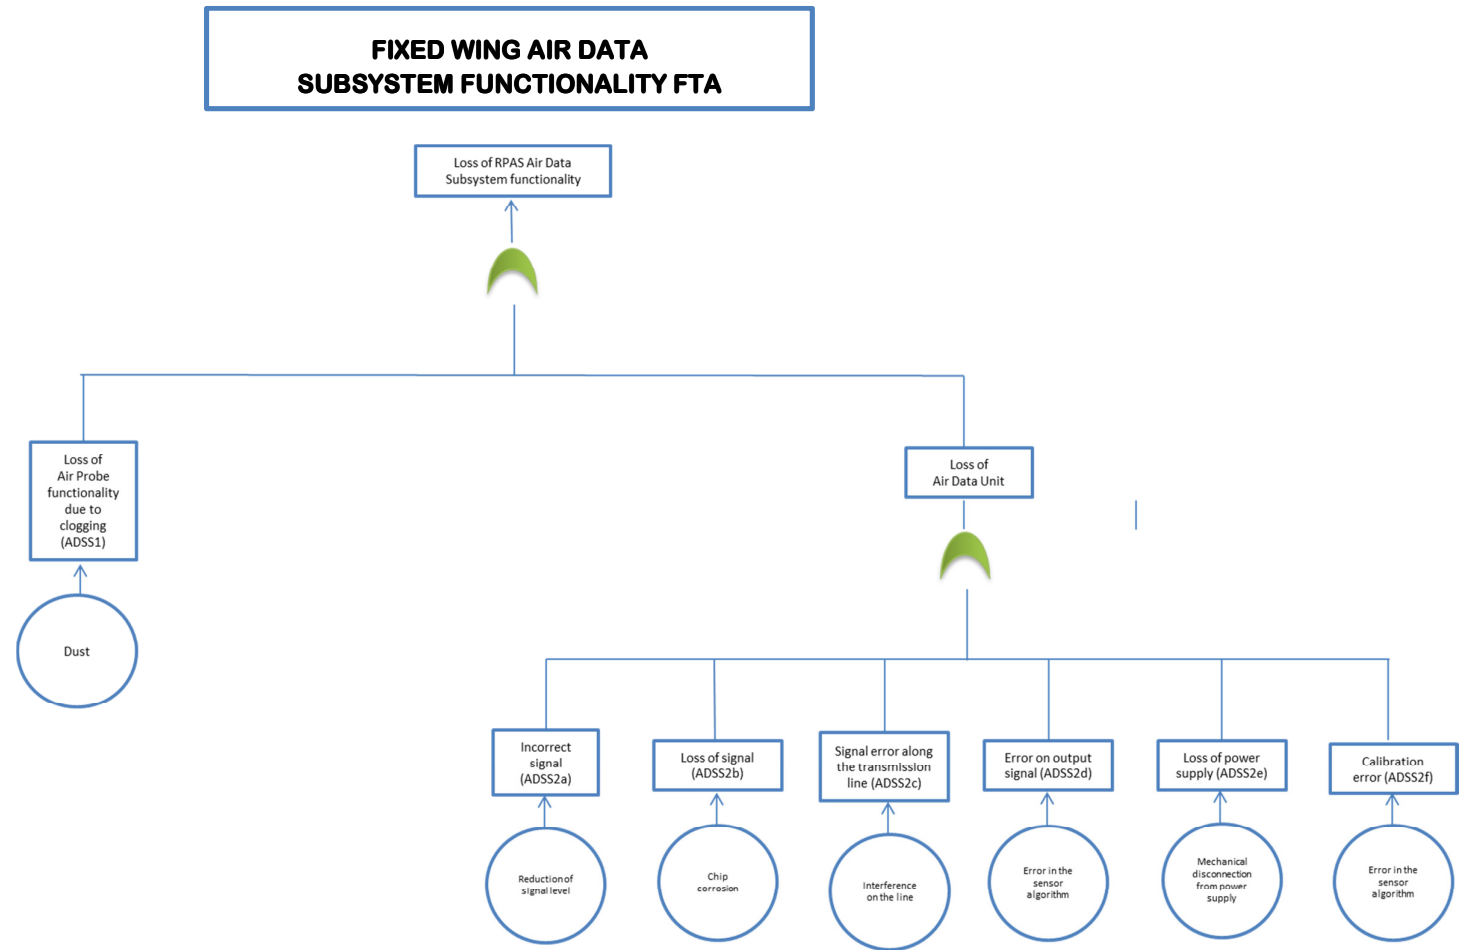 FIXED WING AIR DATA
SUBSYSTEM FUNCTIONALITY FTA
Loss of RPAS Air Data
Subsystem functionality
Loss of
Air Probe
functionality
due to
clogging
(ADSS1)
Loss of
Air Data Unit
Dust
Incorrect
signal
(ADSS2a)
Loss of signal
(ADSS2b)
Signal error along
the transmission
line (ADSS2c)
Error on output
signal (ADSS2d)
Loss of power
supply (ADSS2e)
Calibration
error (ADSS2f)
Reduction of
signal level
Chip
corrosion
Interference
on the line
Error in the
sensor
algorithm
Mechanical
disconnection
from power
supply
Error in the
sensor
algorithm